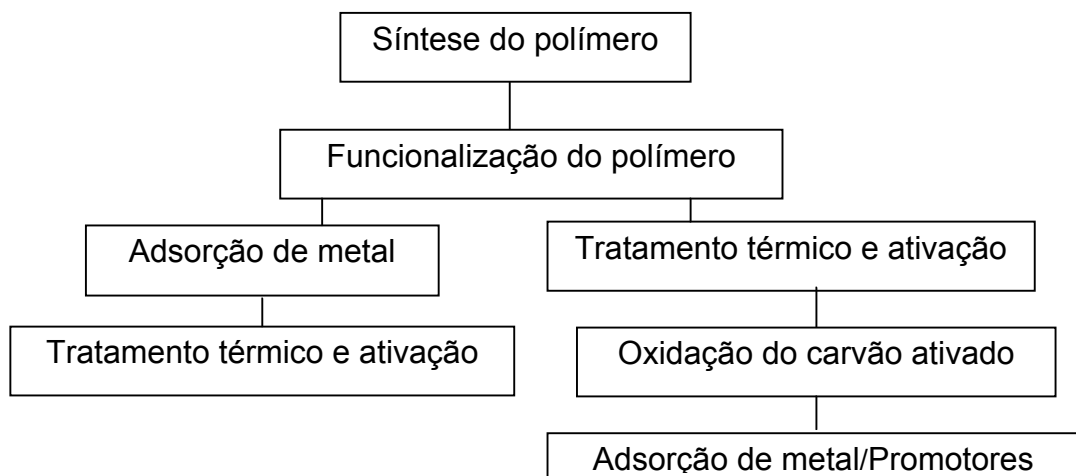 Síntese do polímero
Funcionalização do polímero
Adsorção de metal
Tratamento térmico e ativação
Tratamento térmico e ativação
Oxidação do carvão ativado
Adsorção de metal/Promotores